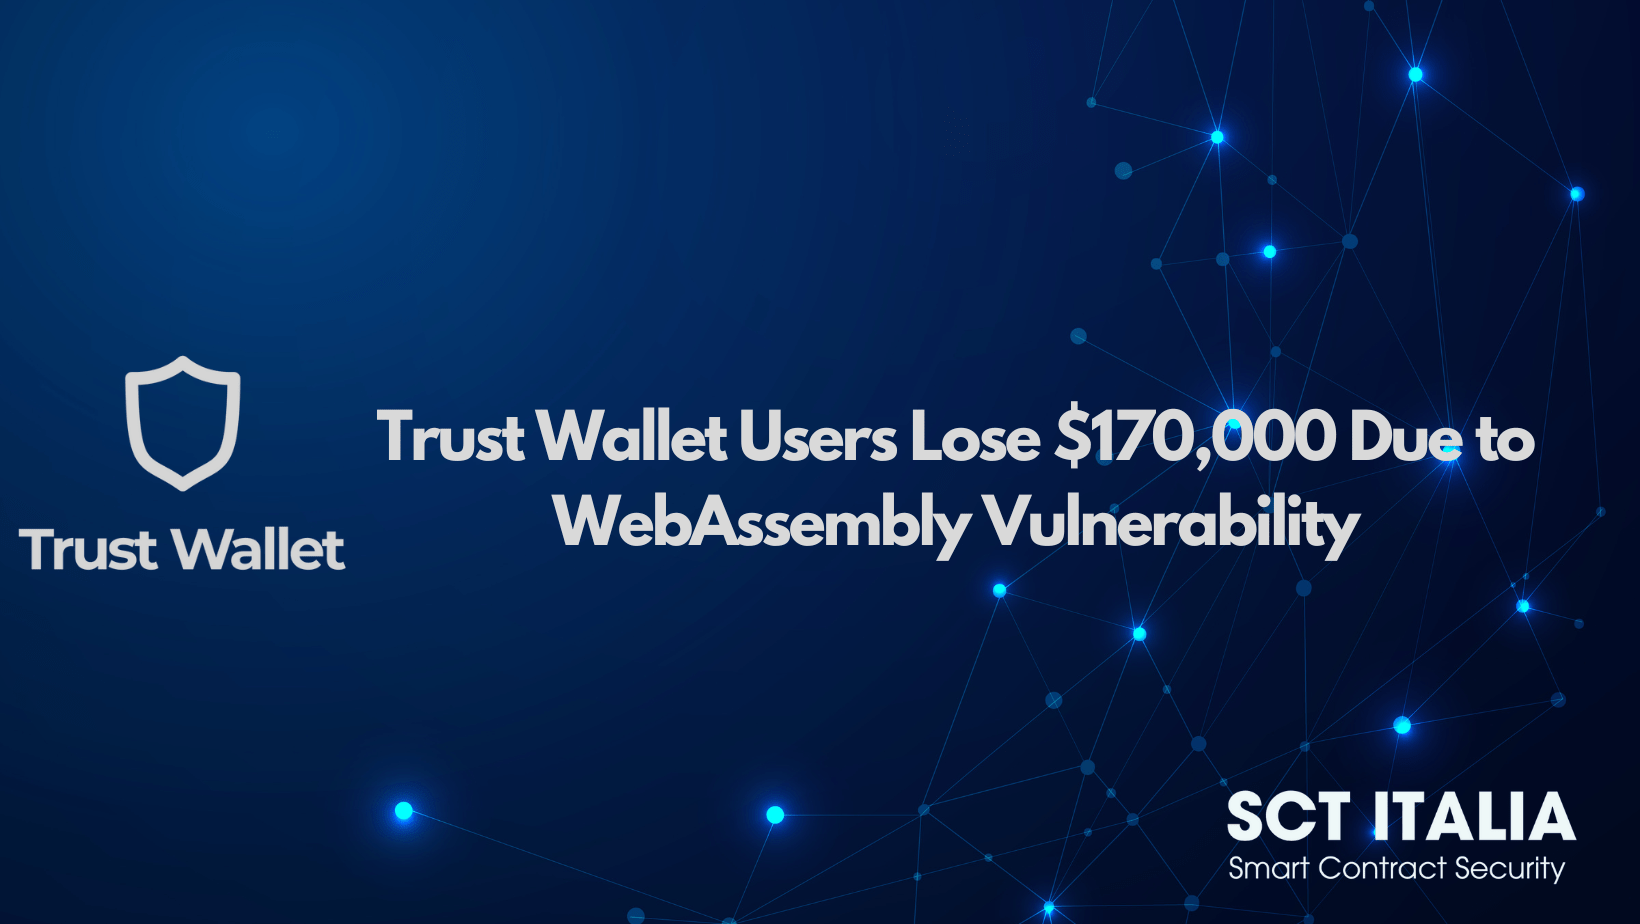 Trust Wallet
Trust Wallet Users Lose $170,000 Due to
WebAssembly Vulnerability
SCT ITALIA
Smart Contract Security